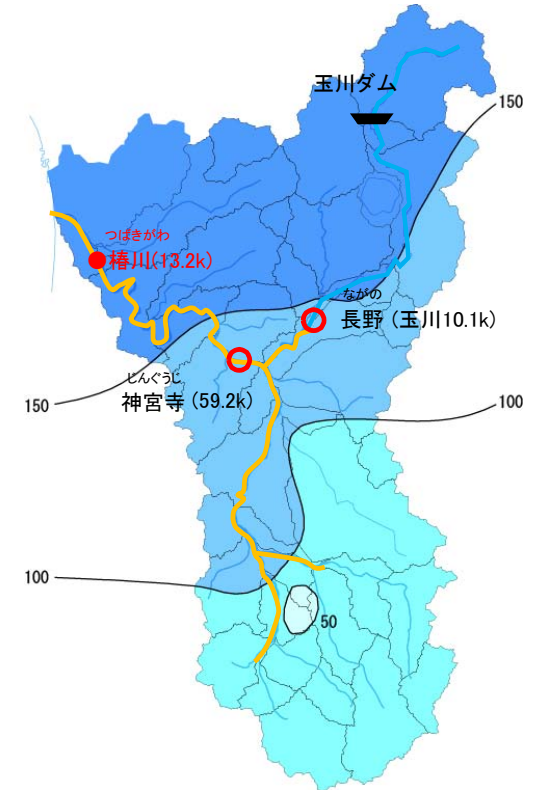 玉川ダム
150
つばきがわ
椿川(13.2k)
ながの
長野 (玉川10.1k)
じんぐうじ
神宮寺 (59.2k)
150
100
100
50